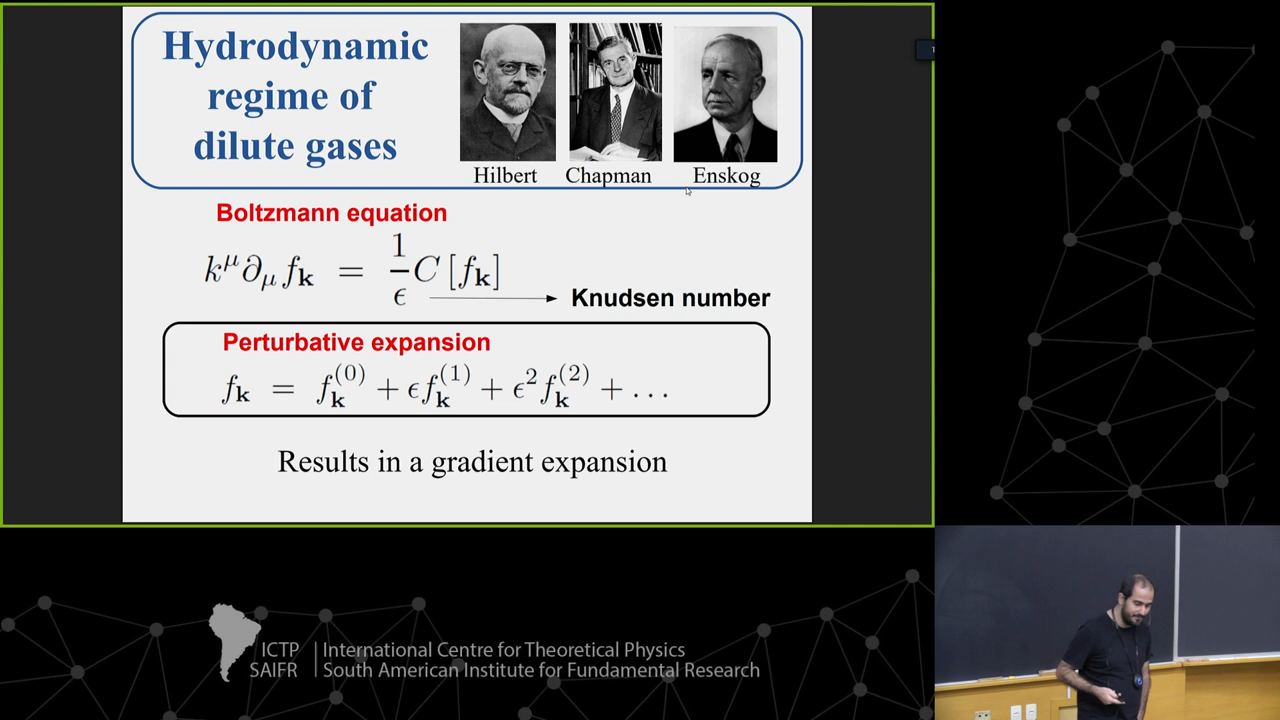 Hydrodynamic
regime of
dilute gases
Hilbert
Chapman
Enskog
Boltzmann equation
k^μ ∂_μ f_𝐤 = 1/ϵ C [f_𝐤]
Knudsen number
Perturbative expansion
f_𝐤 = f_𝐤^(0) + ϵ f_𝐤^(1) + ϵ² f_𝐤^(2) + ...
Results in a gradient expansion
ICTP
SAIFR
International Centre for Theoretical Physics
South American Institute for Fundamental Research